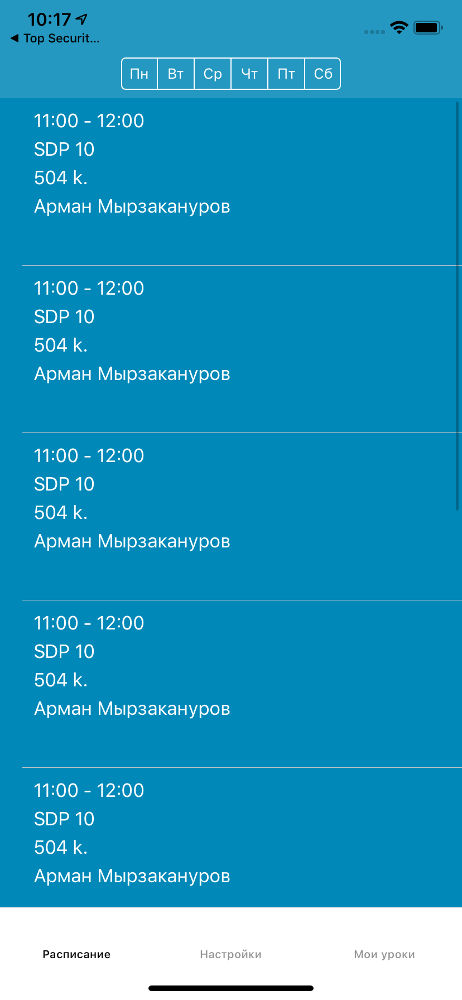 10:17
◀ Top Securit...
Пн Вт Ср Чт Пт Сб
11:00 - 12:00
SDP 10
504 k.
Арман Мырзакануров
11:00 - 12:00
SDP 10
504 k.
Арман Мырзакануров
11:00 - 12:00
SDP 10
504 k.
Арман Мырзакануров
11:00 - 12:00
SDP 10
504 k.
Арман Мырзакануров
11:00 - 12:00
SDP 10
504 k.
Арман Мырзакануров
Расписание Настройки Мои уроки